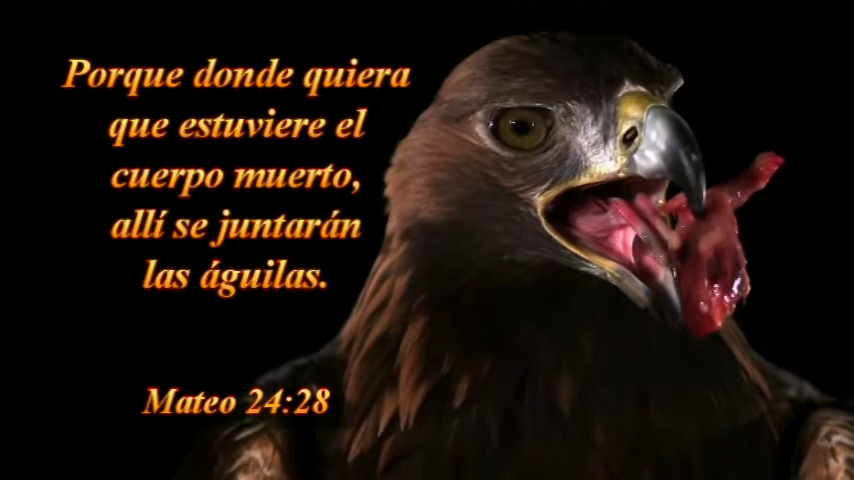 Porque donde quiera
que estuviere el
cuerpo muerto,
allí se juntarán
las águilas.
Mateo 24:28